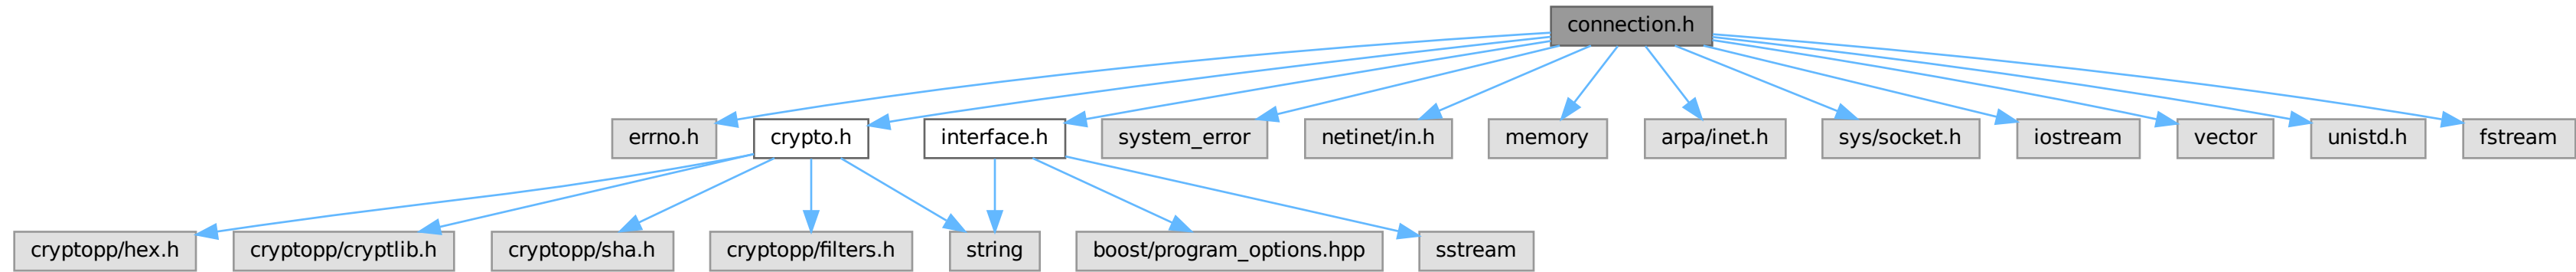 connection.h
errno.h
crypto.h
interface.h
system_error
netinet/in.h
memory
arpa/inet.h
sys/socket.h
iostream
vector
unistd.h
fstream
cryptopp/hex.h
cryptopp/cryptlib.h
cryptopp/sha.h
cryptopp/filters.h
string
boost/program_options.hpp
sstream